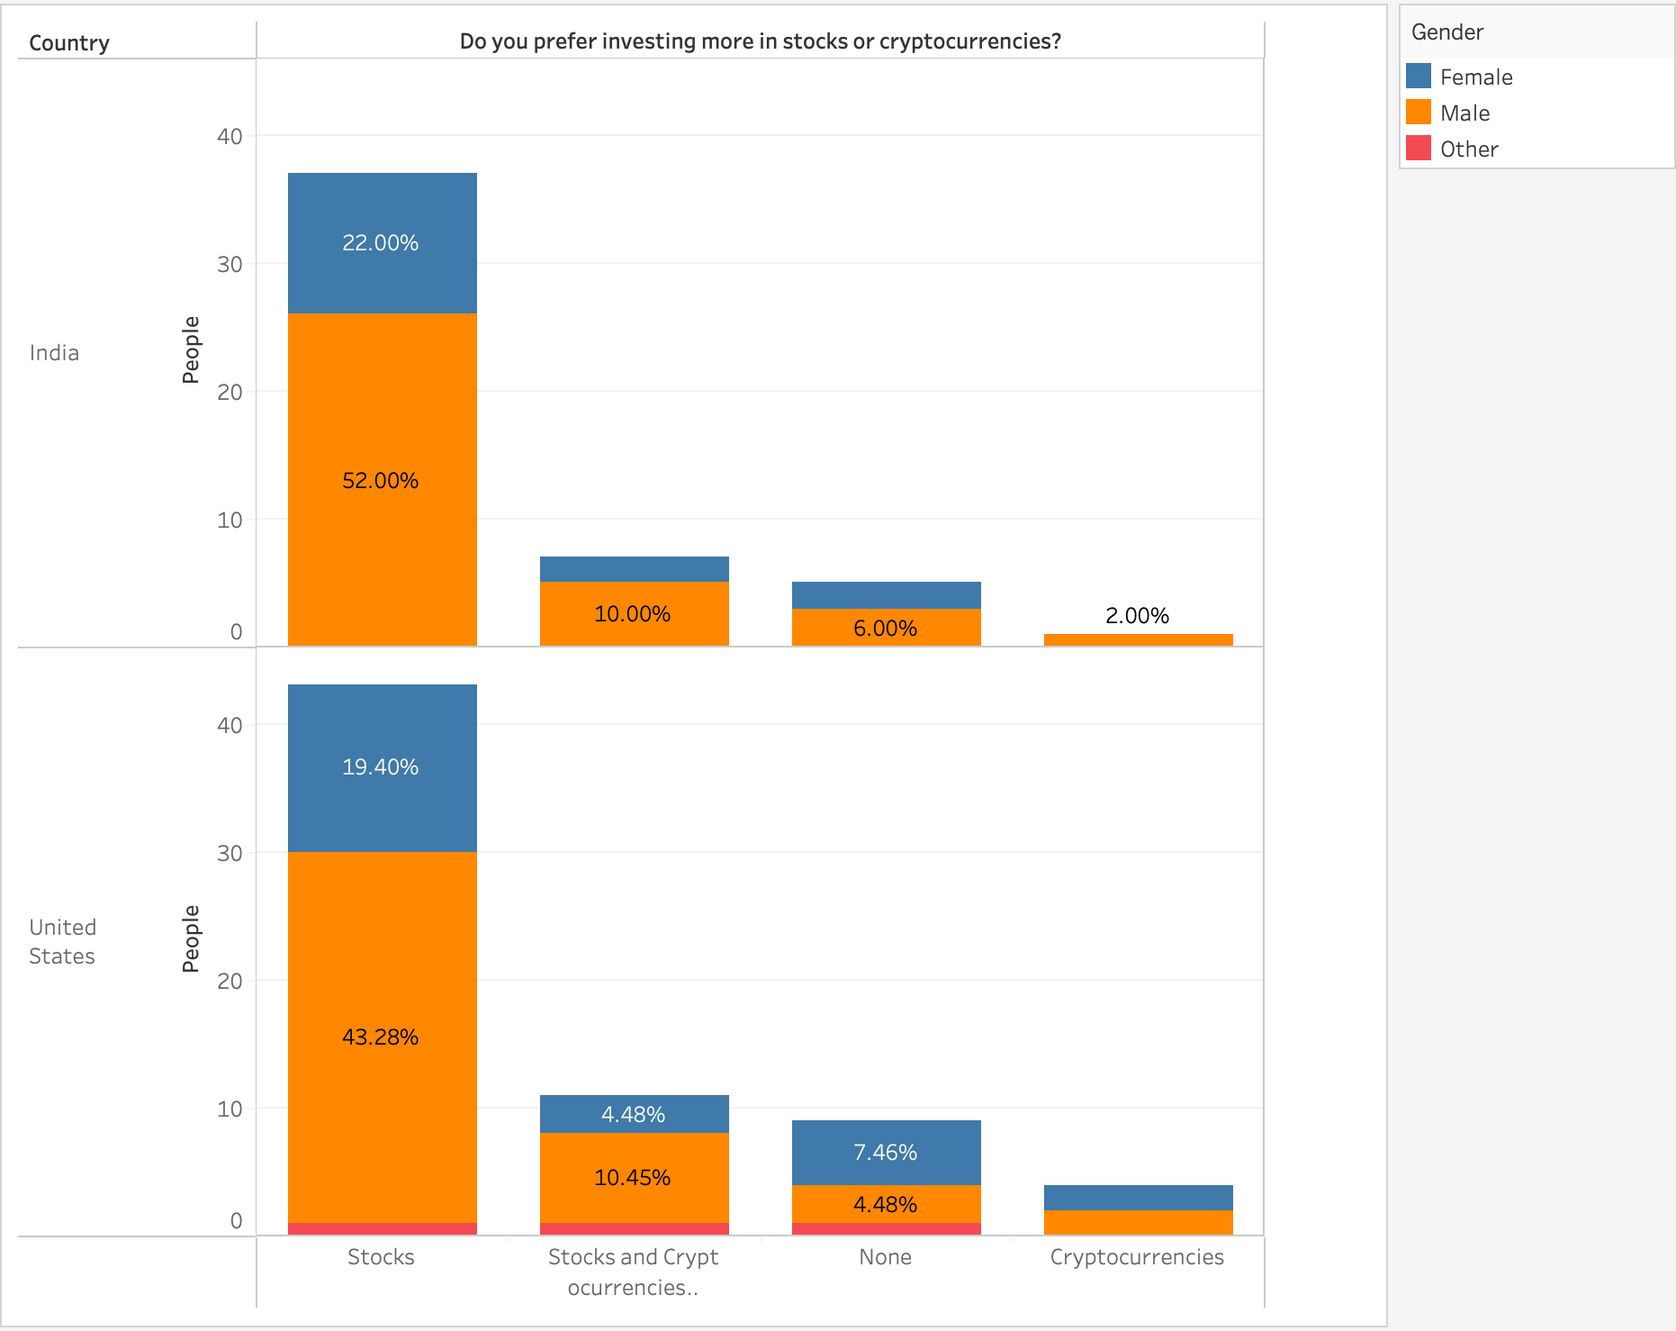 Country
Do you prefer investing more in stocks or cryptocurrencies?
Gender
Female
Male
Other
India
People
40
30
20
10
0
22.00%
52.00%
10.00%
6.00%
2.00%
United
States
People
40
30
20
10
0
19.40%
43.28%
4.48%
10.45%
7.46%
4.48%
Stocks
Stocks and Crypt
ocurrencies..
None
Cryptocurrencies